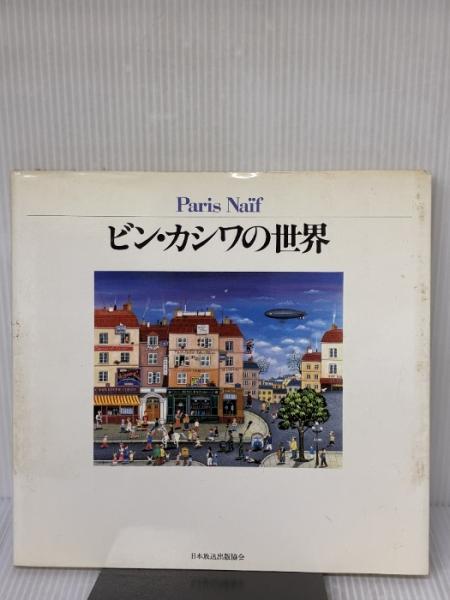 Paris Naïf
ビン・カシワの世界
日本放送出版協会